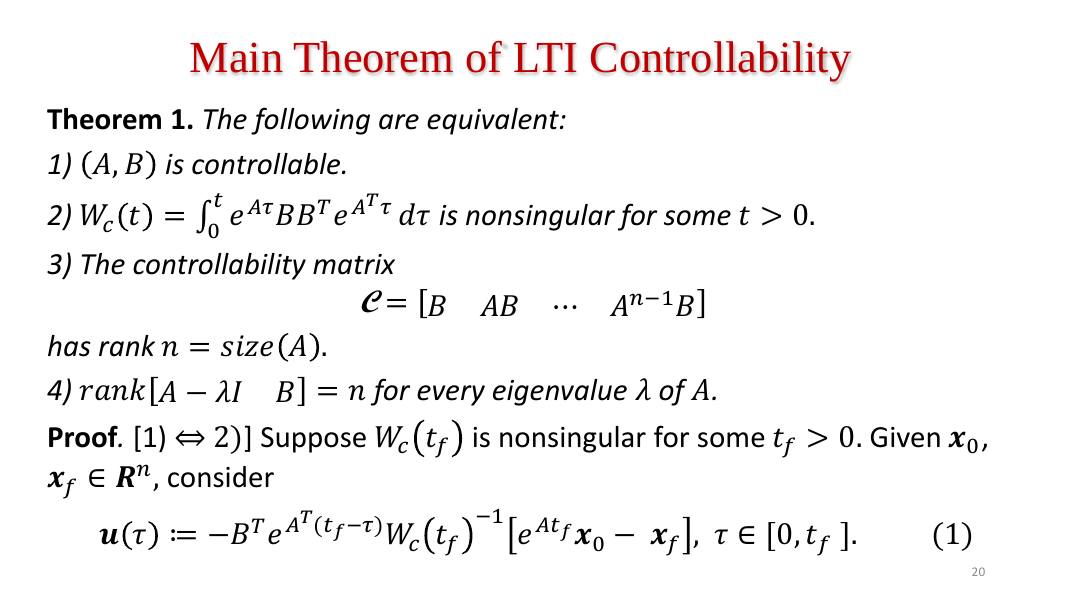 Main Theorem of LTI Controllability
Theorem 1. The following are equivalent:
1) (A, B) is controllable.
2) W_c(t) = ∫_0^t e^{Aτ}BB^T e^{A^Tτ} dτ is nonsingular for some t > 0.
3) The controllability matrix
𝓒 = [B AB ⋯ A^{n−1}B]
has rank n = size(A).
4) rank[A − λI B] = n for every eigenvalue λ of A.
Proof. [1) ⇔ 2)] Suppose W_c(t_f) is nonsingular for some t_f > 0. Given x_0,
x_f ∈ R^n, consider
u(τ) ≔ −B^T e^{A^T(t_f−τ)} W_c(t_f)^{−1} [e^{At_f} x_0 − x_f], τ ∈ [0, t_f ]. (1)
20